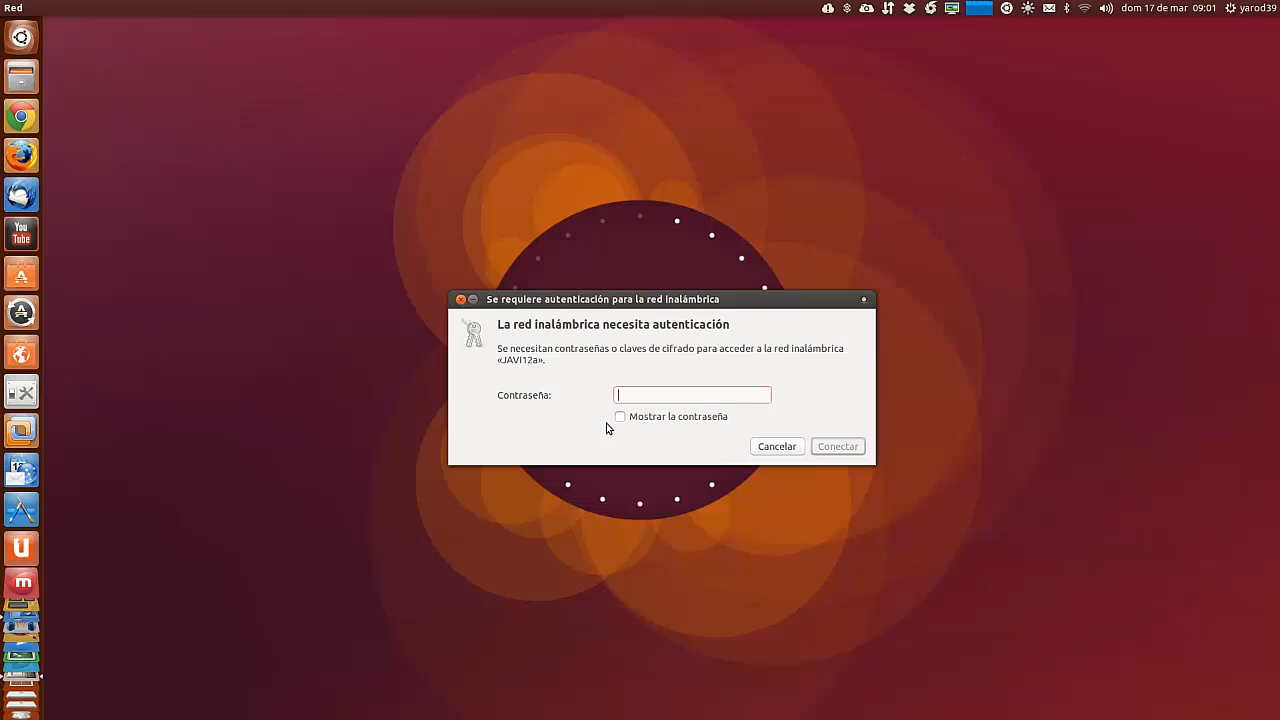 Red
dom 17 de mar 09:01 yarod39
You
Tube
Se requiere autenticación para la red inalámbrica
La red inalámbrica necesita autenticación
Se necesitan contraseñas o claves de cifrado para acceder a la red inalámbrica
«JAVI12a».
Contraseña:
Mostrar la contraseña
Cancelar Conectar